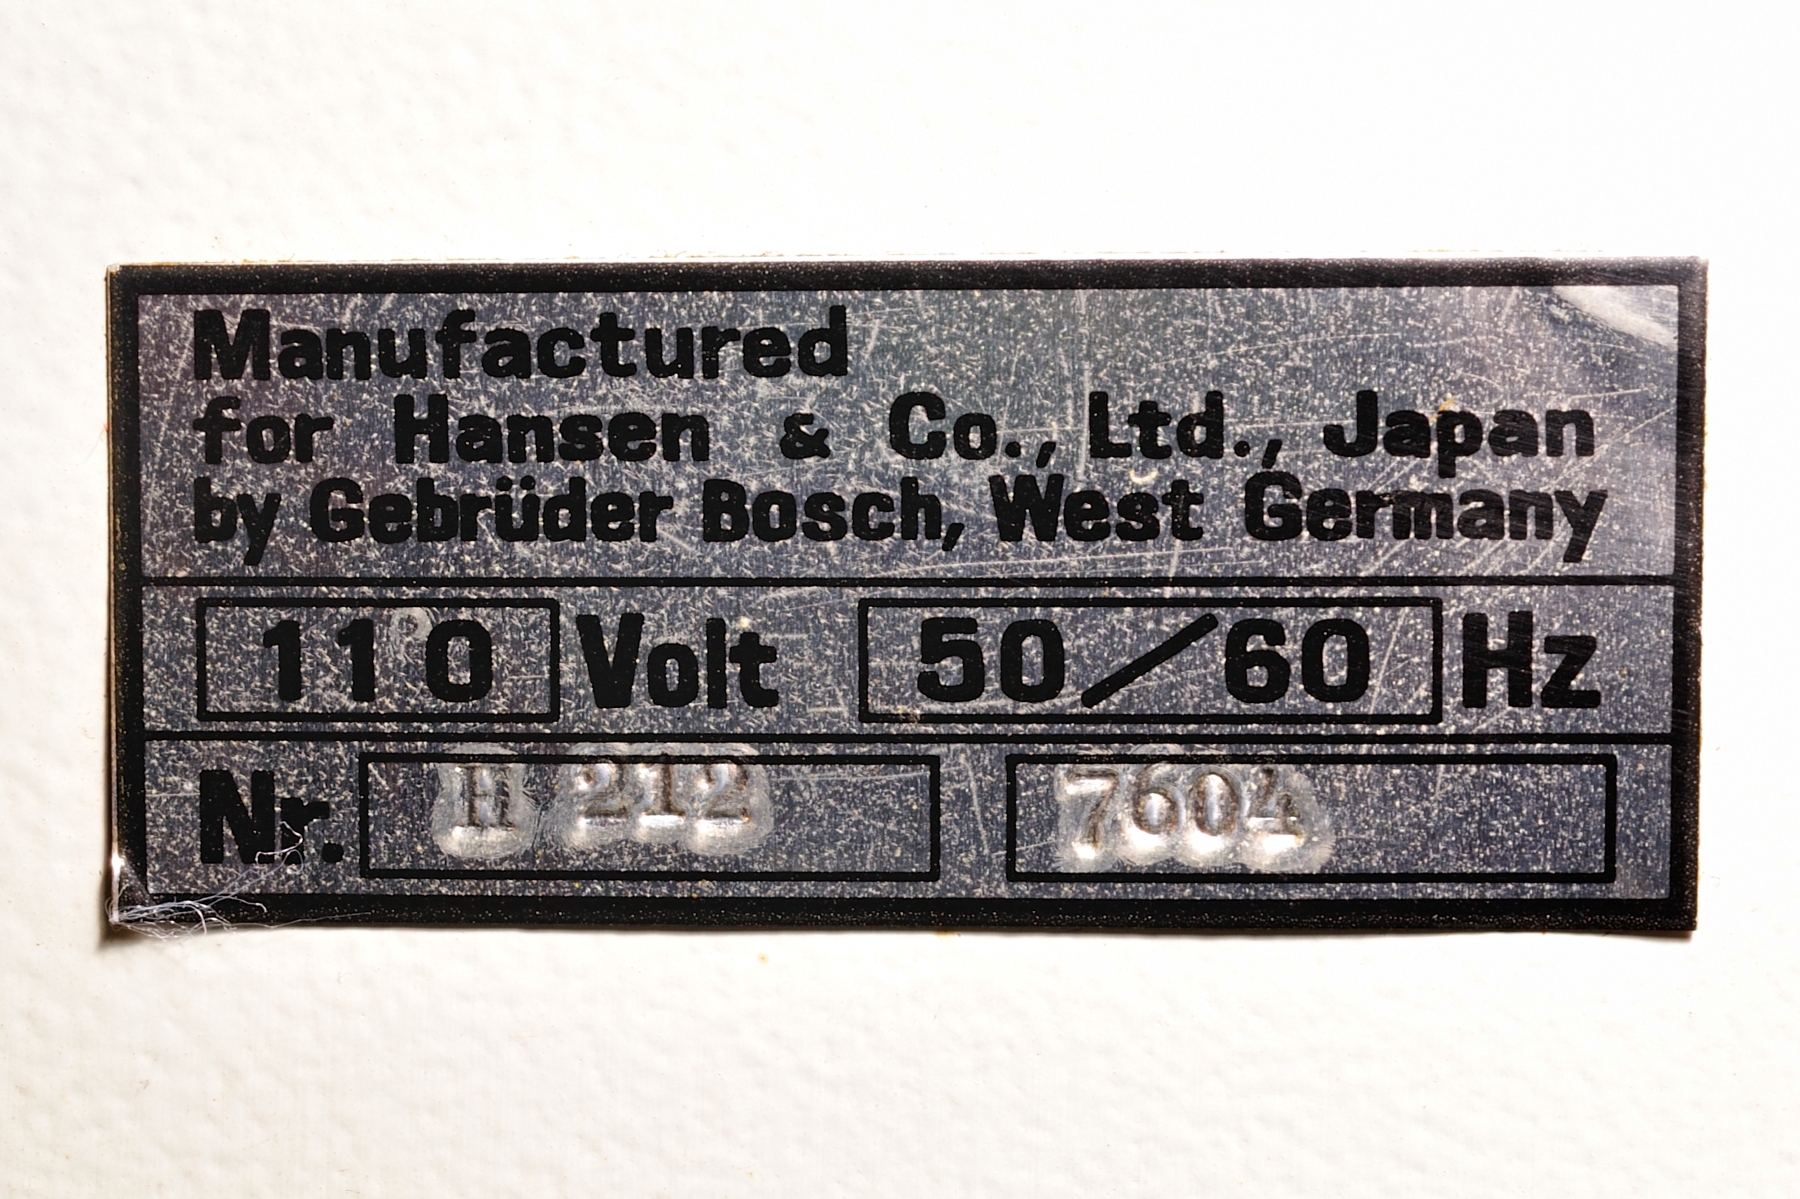 Manufactured
for Hansen & Co., Ltd., Japan
by Gebrüder Bosch, West Germany
110 Volt 50/60 Hz
Nr. H 212 7604